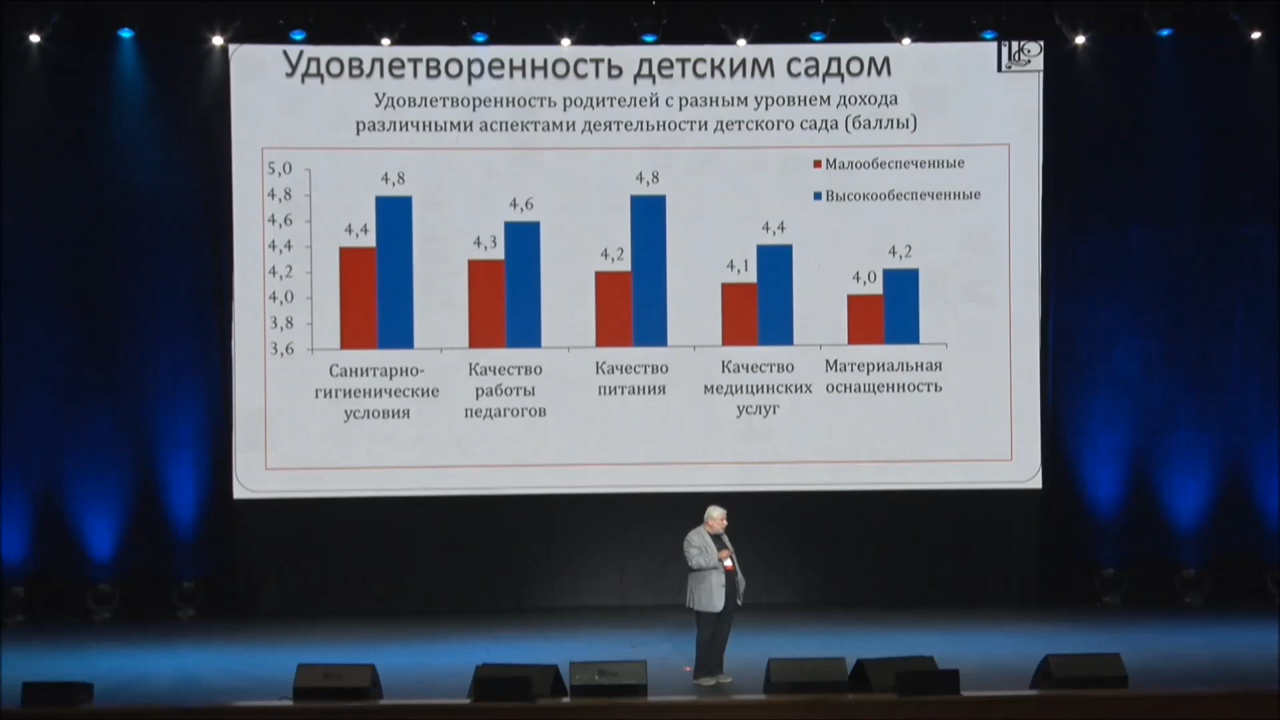 Удовлетворенность детским садом
Удовлетворенность родителей с разным уровнем дохода
различными аспектами деятельности детского сада (баллы)
Малообеспеченные
Высокообеспеченные
5,0
4,8
4,6
4,4
4,2
4,0
3,8
3,6
4,4
4,8
4,3
4,6
4,2
4,8
4,1
4,4
4,0
4,2
Санитарно-
гигиенические
условия
Качество
работы
педагогов
Качество
питания
Качество
медицинских
услуг
Материальная
оснащенность